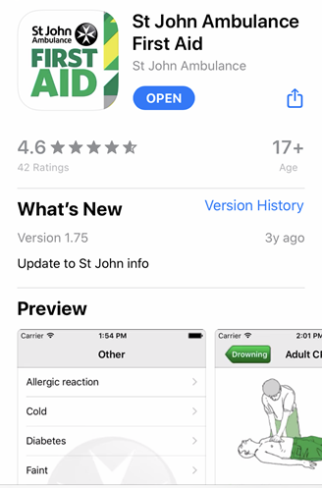 St John
Ambulance
FIRST
AID
St John Ambulance
First Aid
St John Ambulance
OPEN
4.6
17+
42 Ratings
Age
What's New
Version History
Version 1.75
3y ago
Update to St John info
Preview
Carrier 1:54 PM
Other
Allergic reaction
Cold
Diabetes
Faint
Carrier 2:01 PM
Drowning
Adult C